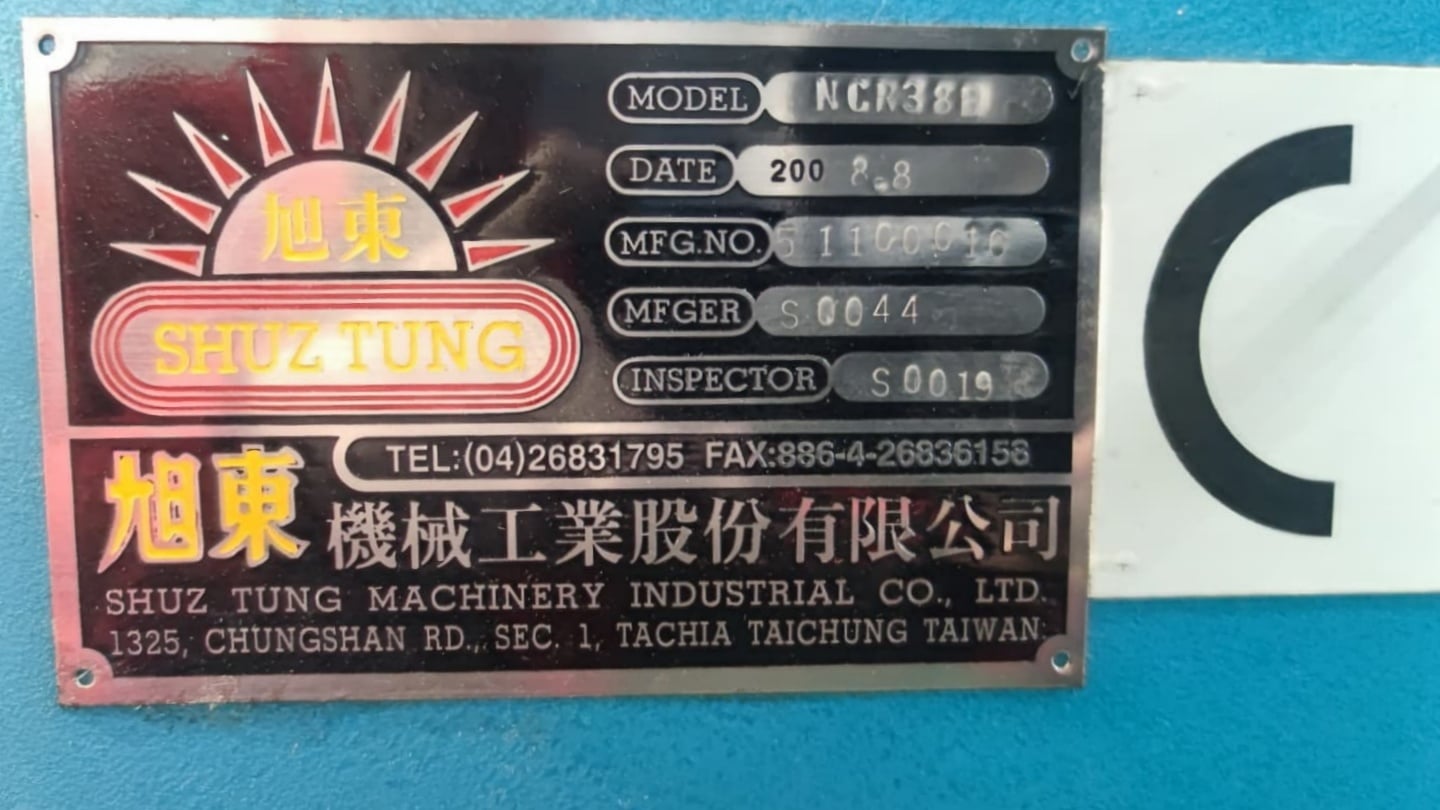 旭東
SHUZ TUNG
MODEL
DATE 2008.8
MFG.NO.
MFGER S0044
INSPECTOR S0019
TEL:(04)26831795 FAX:886-4-26836158
旭東機械工業股份有限公司
SHUZ TUNG MACHINERY INDUSTRIAL CO., LTD.
1325, CHUNGSHAN RD., SEC. 1, TACHIA TAICHUNG TAIWAN.
C